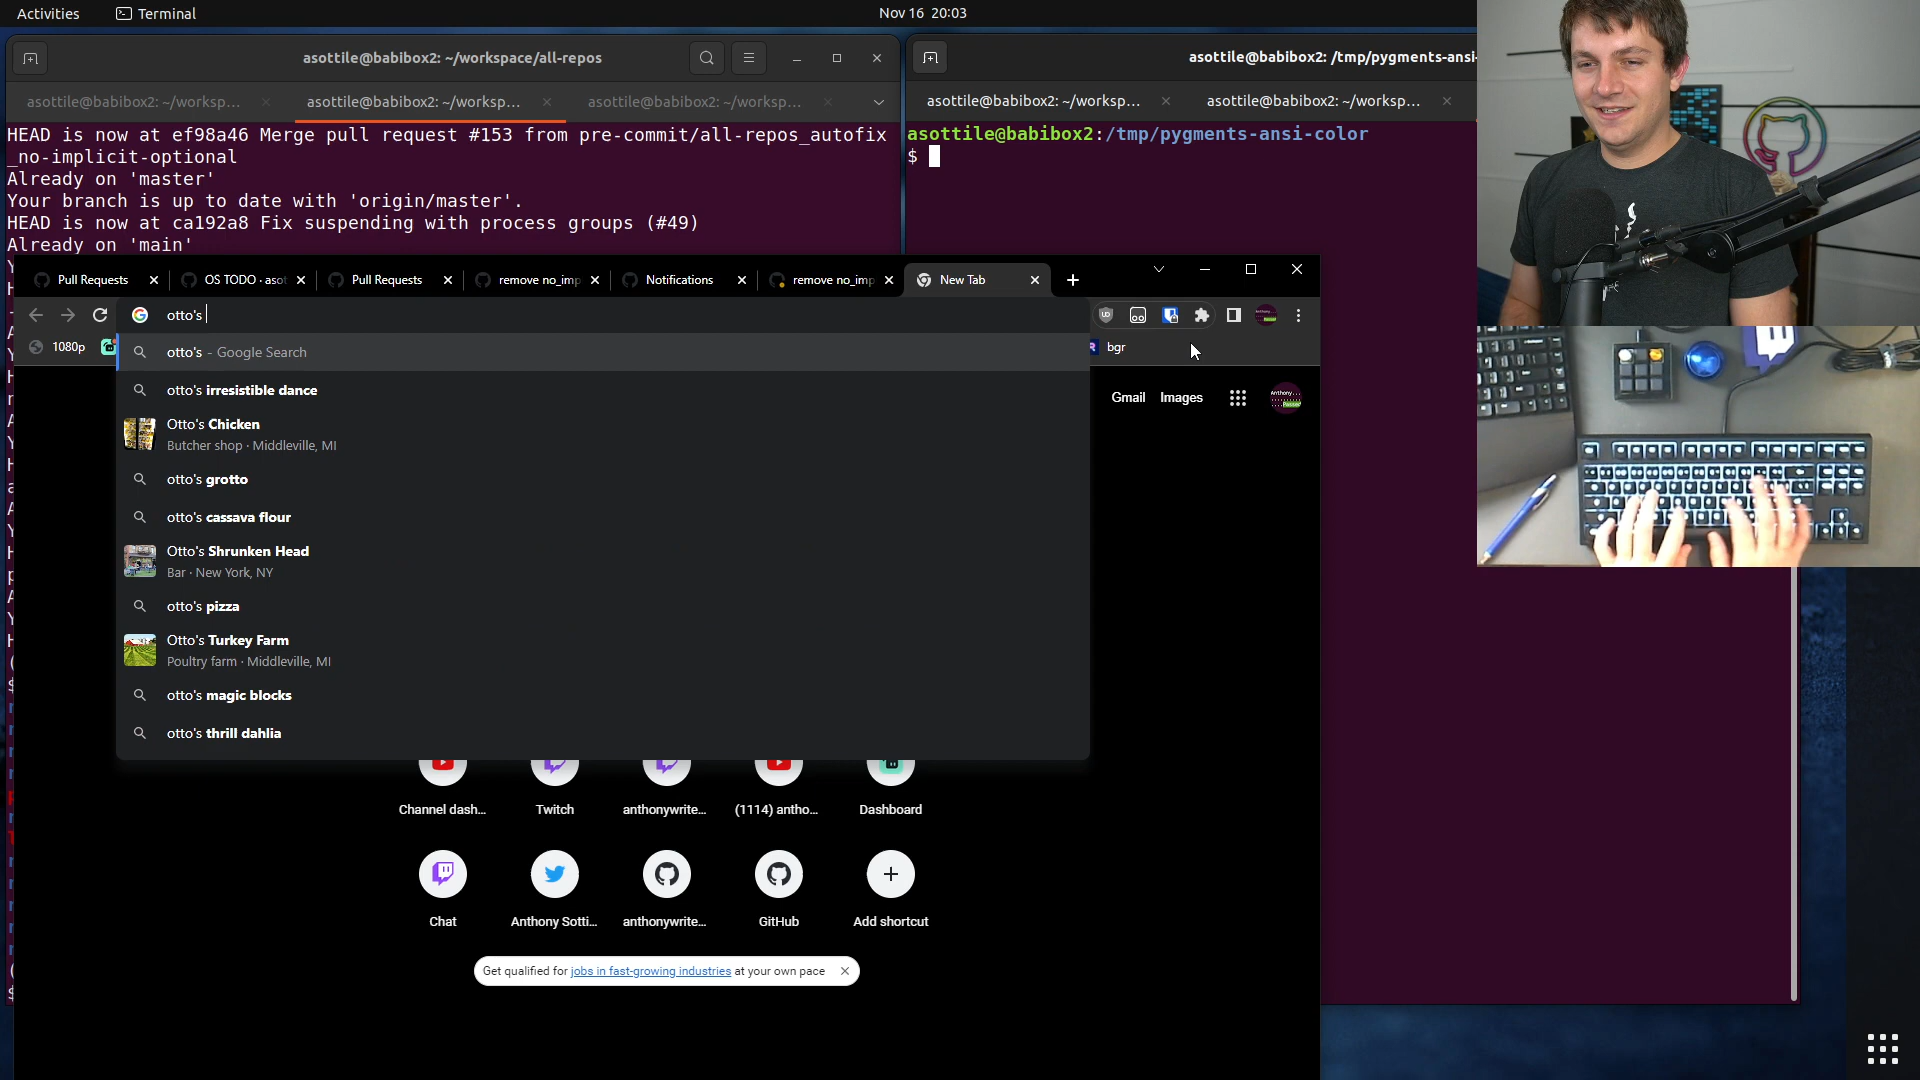 Activities
Terminal
Nov 16 20:03
asottile@babibox2: ~/workspace/all-repos
asottile@babibox2: ~/worksp...
asottile@babibox2: ~/worksp...
asottile@babibox2: ~/worksp...
HEAD is now at ef98a46 Merge pull request #153 from pre-commit/all-repos_autofix
_no-implicit-optional
Already on 'master'
Your branch is up to date with 'origin/master'.
HEAD is now at ca192a8 Fix suspending with process groups (#49)
Already on 'main'
asottile@babibox2: /tmp/pygments-ansi-
asottile@babibox2: ~/worksp...
asottile@babibox2: ~/worksp...
asottile@babibox2:/tmp/pygments-ansi-color
$
Pull Requests
OS TODO · asot
Pull Requests
remove no_imp
Notifications
remove no_imp
New Tab
otto's
1080p
bgr
otto's - Google Search
otto's irresistible dance
Otto's Chicken
Butcher shop · Middleville, MI
otto's grotto
otto's cassava flour
Otto's Shrunken Head
Bar · New York, NY
otto's pizza
Otto's Turkey Farm
Poultry farm · Middleville, MI
otto's magic blocks
otto's thrill dahlia
Gmail
Images
Channel dash...
Twitch
anthonywrite...
(1114) antho...
Dashboard
Chat
Anthony Sotti...
anthonywrite...
GitHub
Add shortcut
Get qualified for jobs in fast-growing industries at your own pace